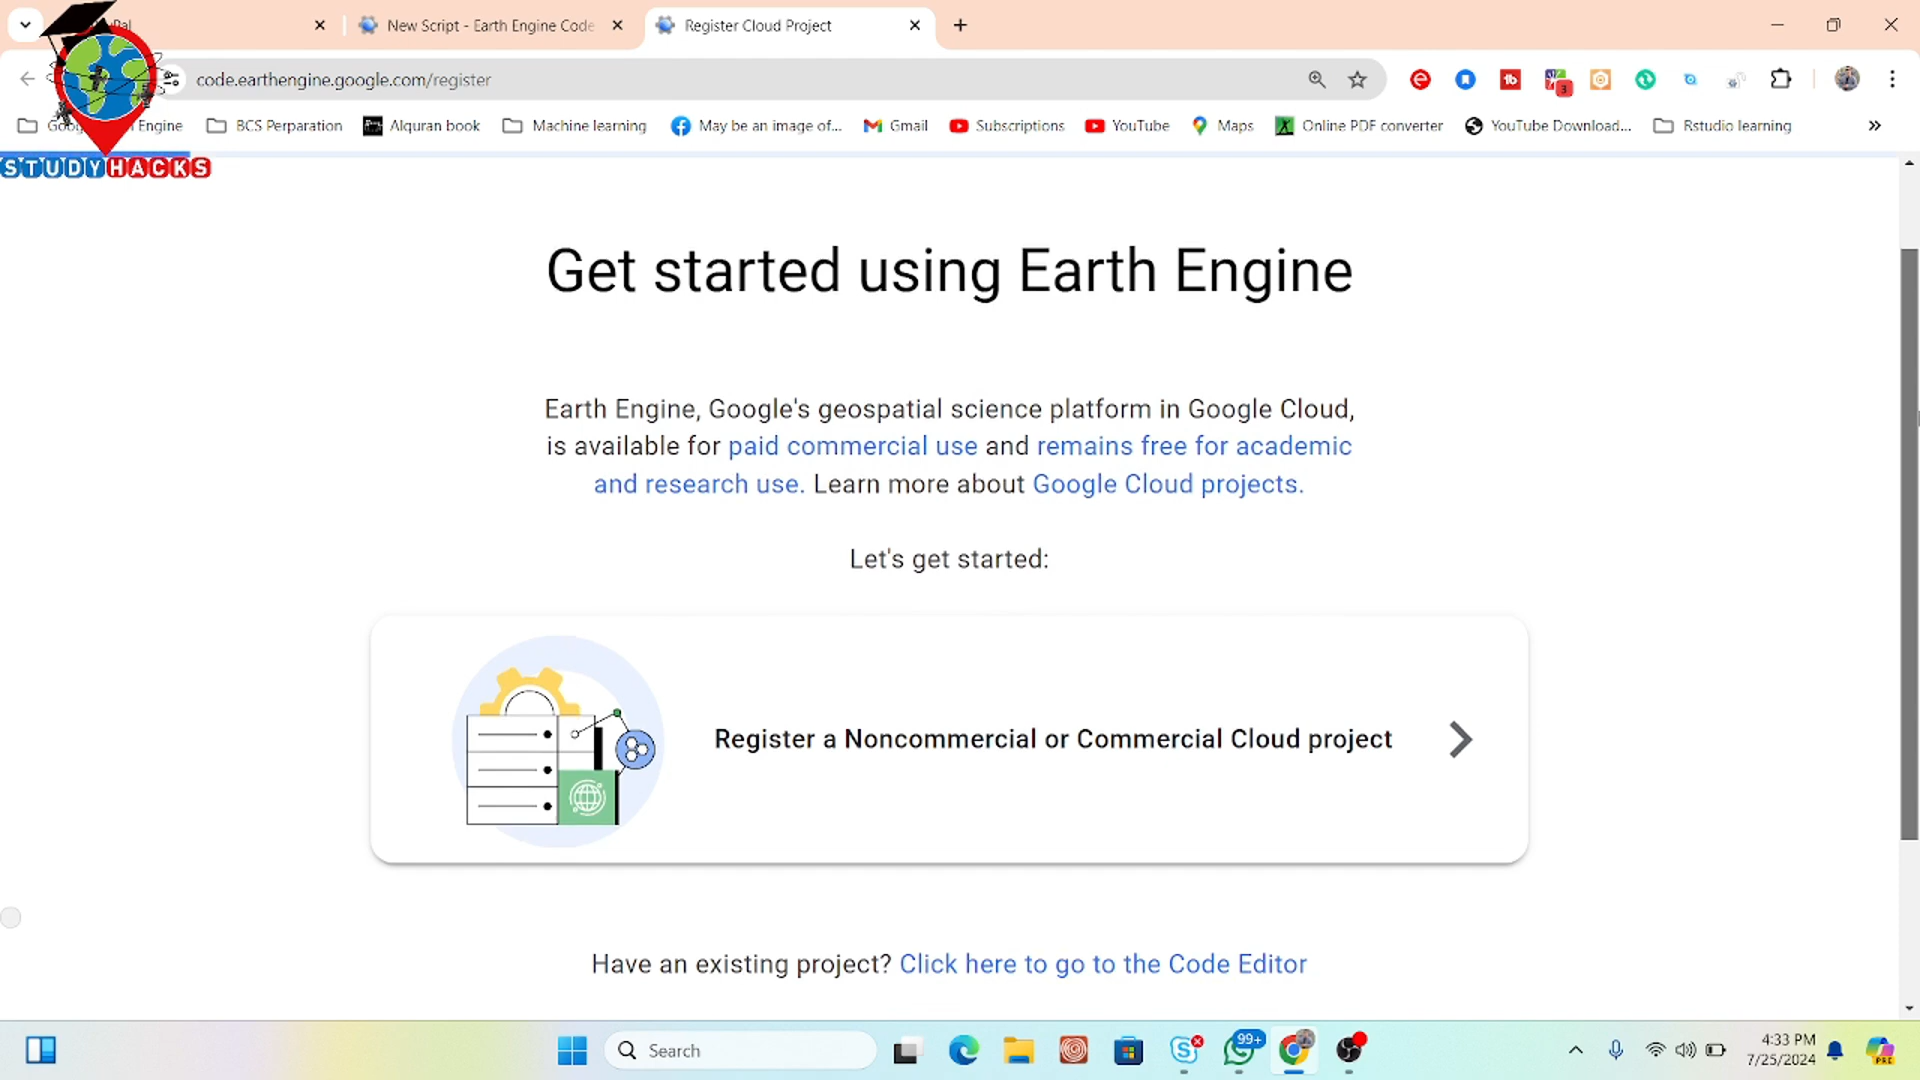 New Script - Earth Engine Code
Register Cloud Project
code.earthengine.google.com/register
3
Engine
BCS Perparation
Alquran book
Machine learning
May be an image of...
Gmail
Subscriptions
YouTube
Maps
Online PDF converter
YouTube Download...
Rstudio learning
STUDYHACKS
Get started using Earth Engine
Earth Engine, Google's geospatial science platform in Google Cloud,
is available for paid commercial use and remains free for academic
and research use. Learn more about Google Cloud projects.
Let's get started:
Register a Noncommercial or Commercial Cloud project
Have an existing project? Click here to go to the Code Editor
Search
99+
4:33 PM
7/25/2024
PRE